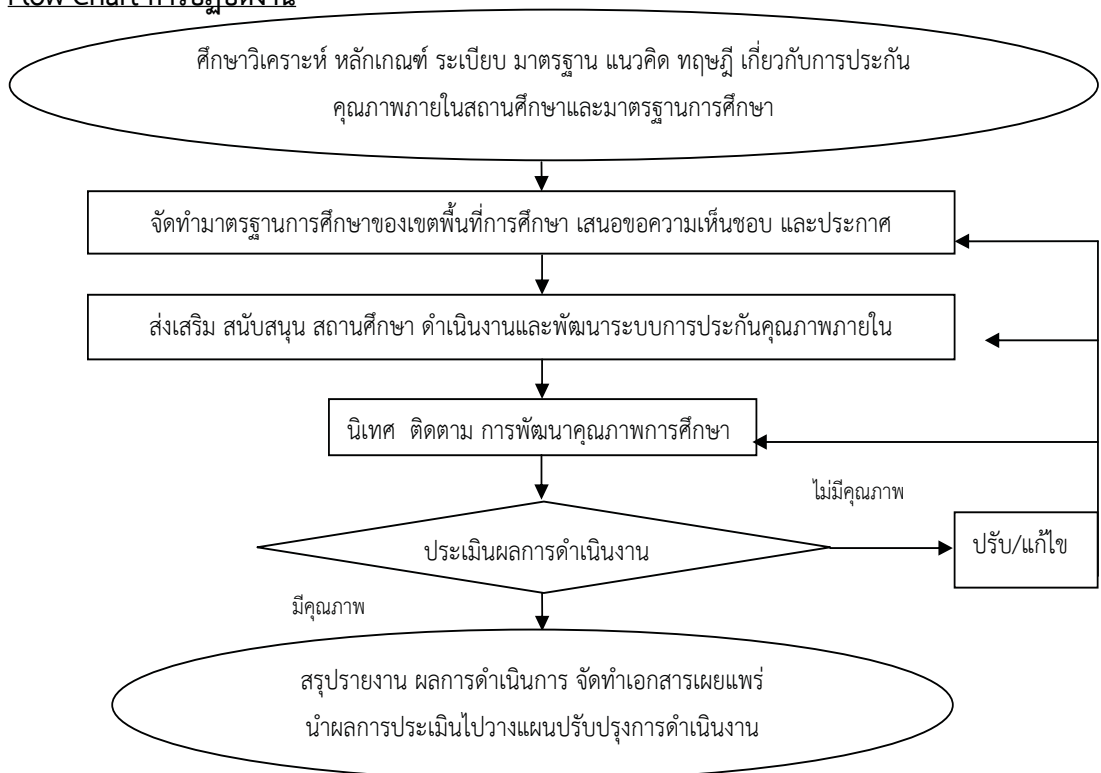 Flow Chart การปฏิบัติงาน
ศึกษาวิเคราะห์ หลักเกณฑ์ ระเบียบ มาตรฐาน แนวคิด ทฤษฎี เกี่ยวกับการประกัน
คุณภาพภายในสถานศึกษาและมาตรฐานการศึกษา
จัดทำมาตรฐานการศึกษาของเขตพื้นที่การศึกษา เสนอขอความเห็นชอบ และประกาศ
ส่งเสริม สนับสนุน สถานศึกษา ดำเนินงานและพัฒนาระบบการประกันคุณภาพภายใน
นิเทศ ติดตาม การพัฒนาคุณภาพการศึกษา
ไม่มีคุณภาพ
ประเมินผลการดำเนินงาน
ปรับ/แก้ไข
มีคุณภาพ
สรุปรายงาน ผลการดำเนินการ จัดทำเอกสารเผยแพร่
นำผลการประเมินไปวางแผนปรับปรุงการดำเนินงาน